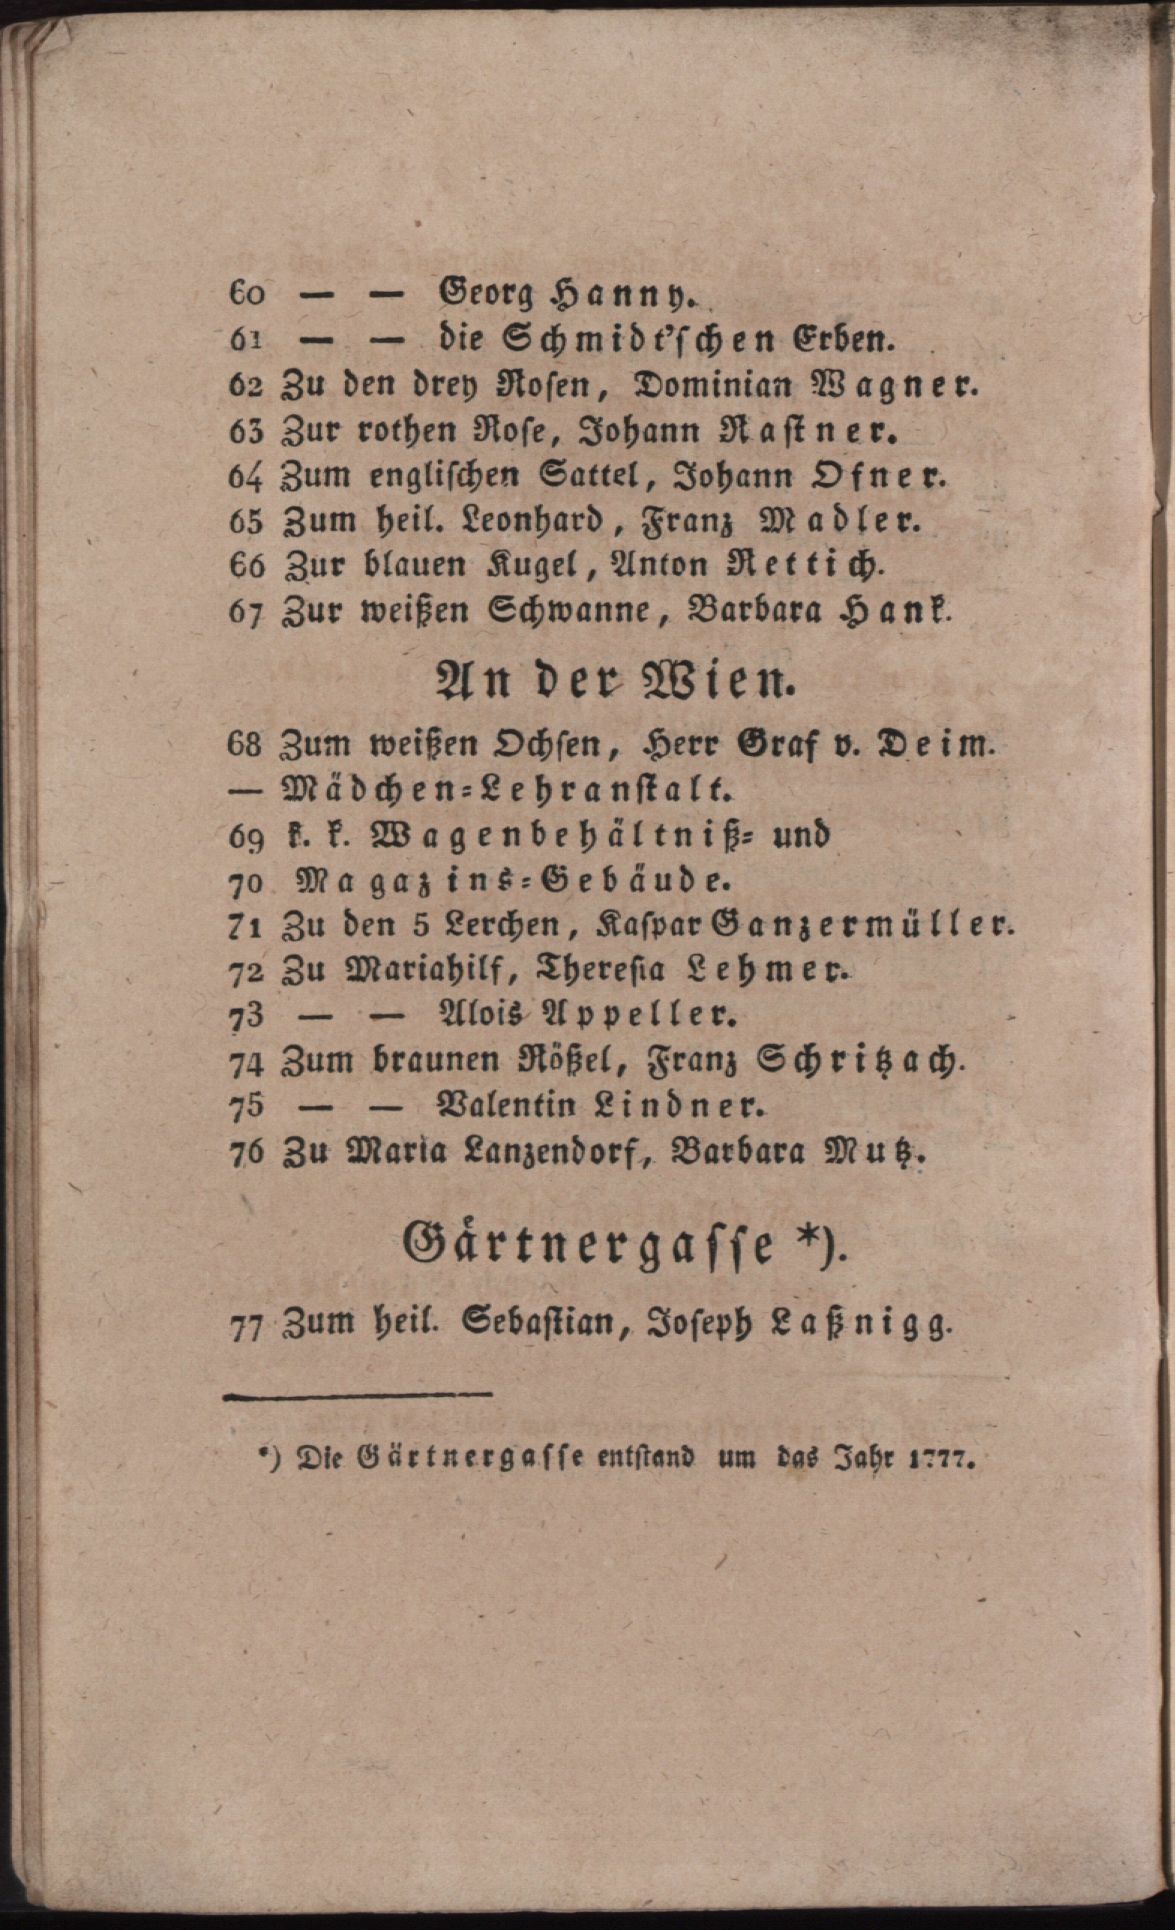 60 — — Georg Hanny.
61 — — die Schmidt'schen Erben.
62 Zu den drey Rosen, Dominian Wagner.
63 Zur rothen Rose, Johann Rastner.
64 Zum englischen Sattel, Johann Ofner.
65 Zum heil. Leonhard, Franz Madler.
66 Zur blauen Kugel, Anton Rettich.
67 Zur weißen Schwanne, Barbara Hank.
An der Wien.
68 Zum weißen Ochsen, Herr Graf v. Deim.
— Mädchen-Lehranstalt.
69 k. k. Wagenbehältniß- und
70 Magazins-Gebäude.
71 Zu den 5 Lerchen, Kaspar Ganzermüller.
72 Zu Mariahilf, Theresia Lehmer.
73 — — Alois Appeller.
74 Zum braunen Rößel, Franz Schritzach.
75 — — Valentin Lindner.
76 Zu Maria Lanzendorf, Barbara Mutz.
Gärtnergasse *).
77 Zum heil. Sebastian, Joseph Laßnigg.
*) Die Gärtnergasse entstand um das Jahr 1777.